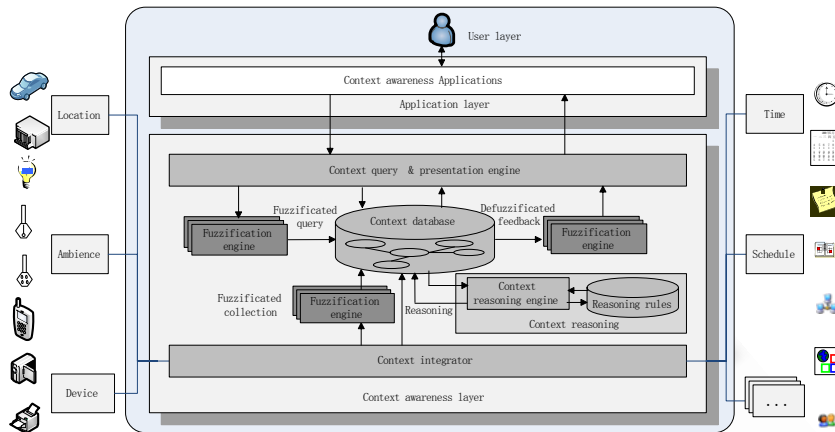 User layer
Context awareness Applications
Application layer
Location
Time
Context query & presentation engine
Fuzzificated
query
Context database
Defuzzificated
feedback
Fuzzification
engine
Fuzzification
engine
Ambience
Schedule
Fuzzificated
collection
Fuzzification
engine
Reasoning
Context
reasoning engine
Reasoning rules
Context reasoning
Context integrator
Device
Context awareness layer
...